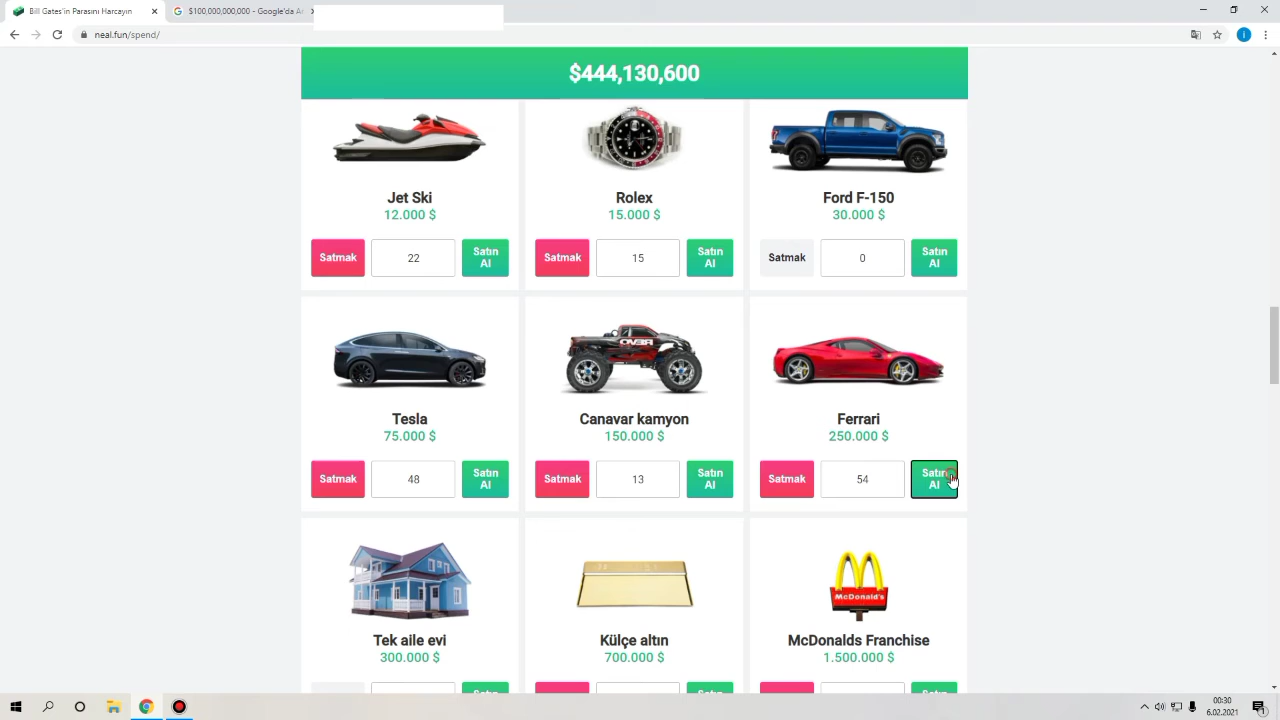 Bill Gates'in Parasını Harcayın
$100,000,000,000 - Google'da Ar
neal.fun/spend/
$444,130,600
Jet Ski
12.000 $
Satmak
22
Satın
Al
Rolex
15.000 $
Satmak
15
Satın
Al
Ford F-150
30.000 $
Satmak
0
Satın
Al
Tesla
75.000 $
Satmak
48
Satın
Al
Canavar kamyon
150.000 $
Satmak
13
Satın
Al
Ferrari
250.000 $
Satmak
54
Satın
Al
Tek aile evi
300.000 $
Külçe altın
700.000 $
McDonald's
McDonalds Franchise
1.500.000 $
00:30
6.02.2021